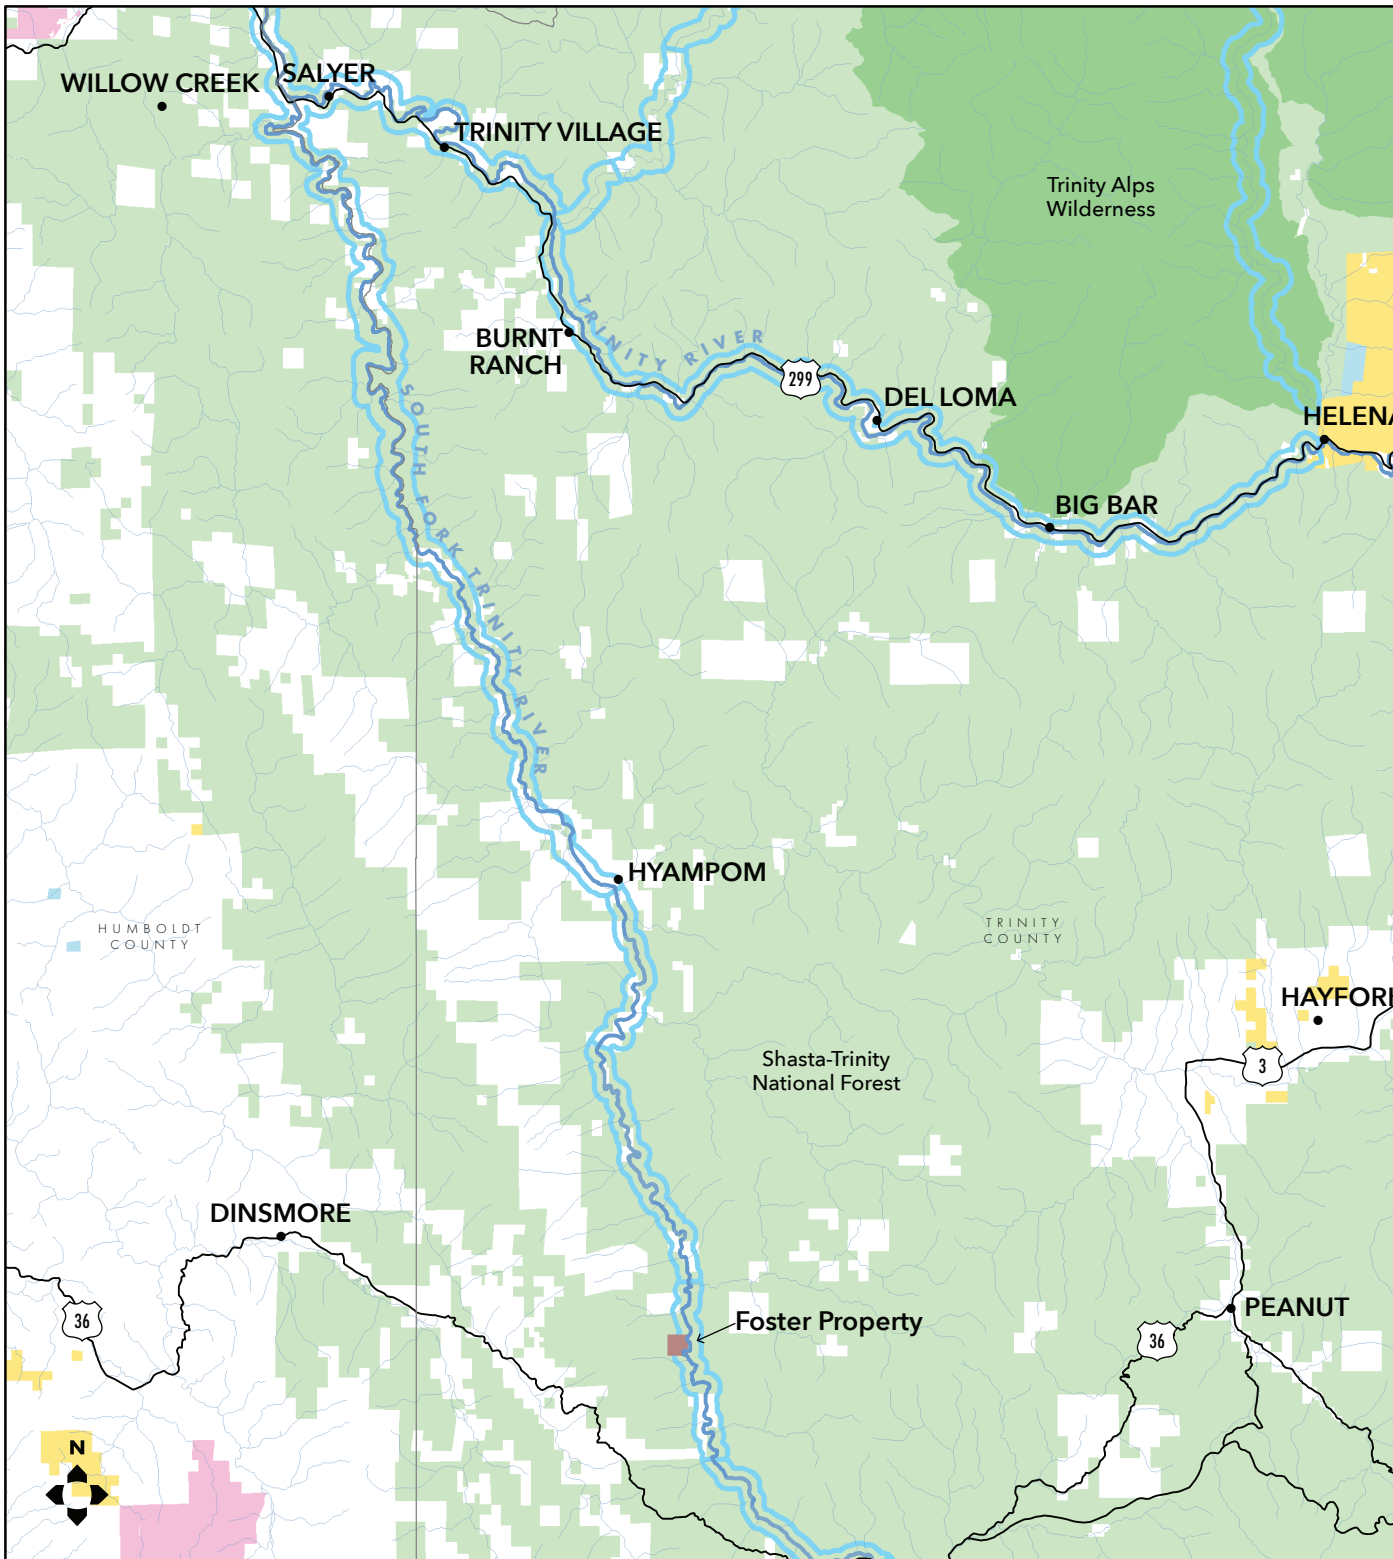 WILLOW CREEK
SALYER
TRINITY VILLAGE
Trinity Alps
Wilderness
BURNT
RANCH
TRINITY RIVER
299
DEL LOMA
HELENA
SOUTH FORK TRINITY RIVER
BIG BAR
HYAMPOM
HUMBOLDT
COUNTY
TRINITY
COUNTY
HAYFOR
Shasta-Trinity
National Forest
3
DINSMORE
36
Foster Property
PEANUT
36
N